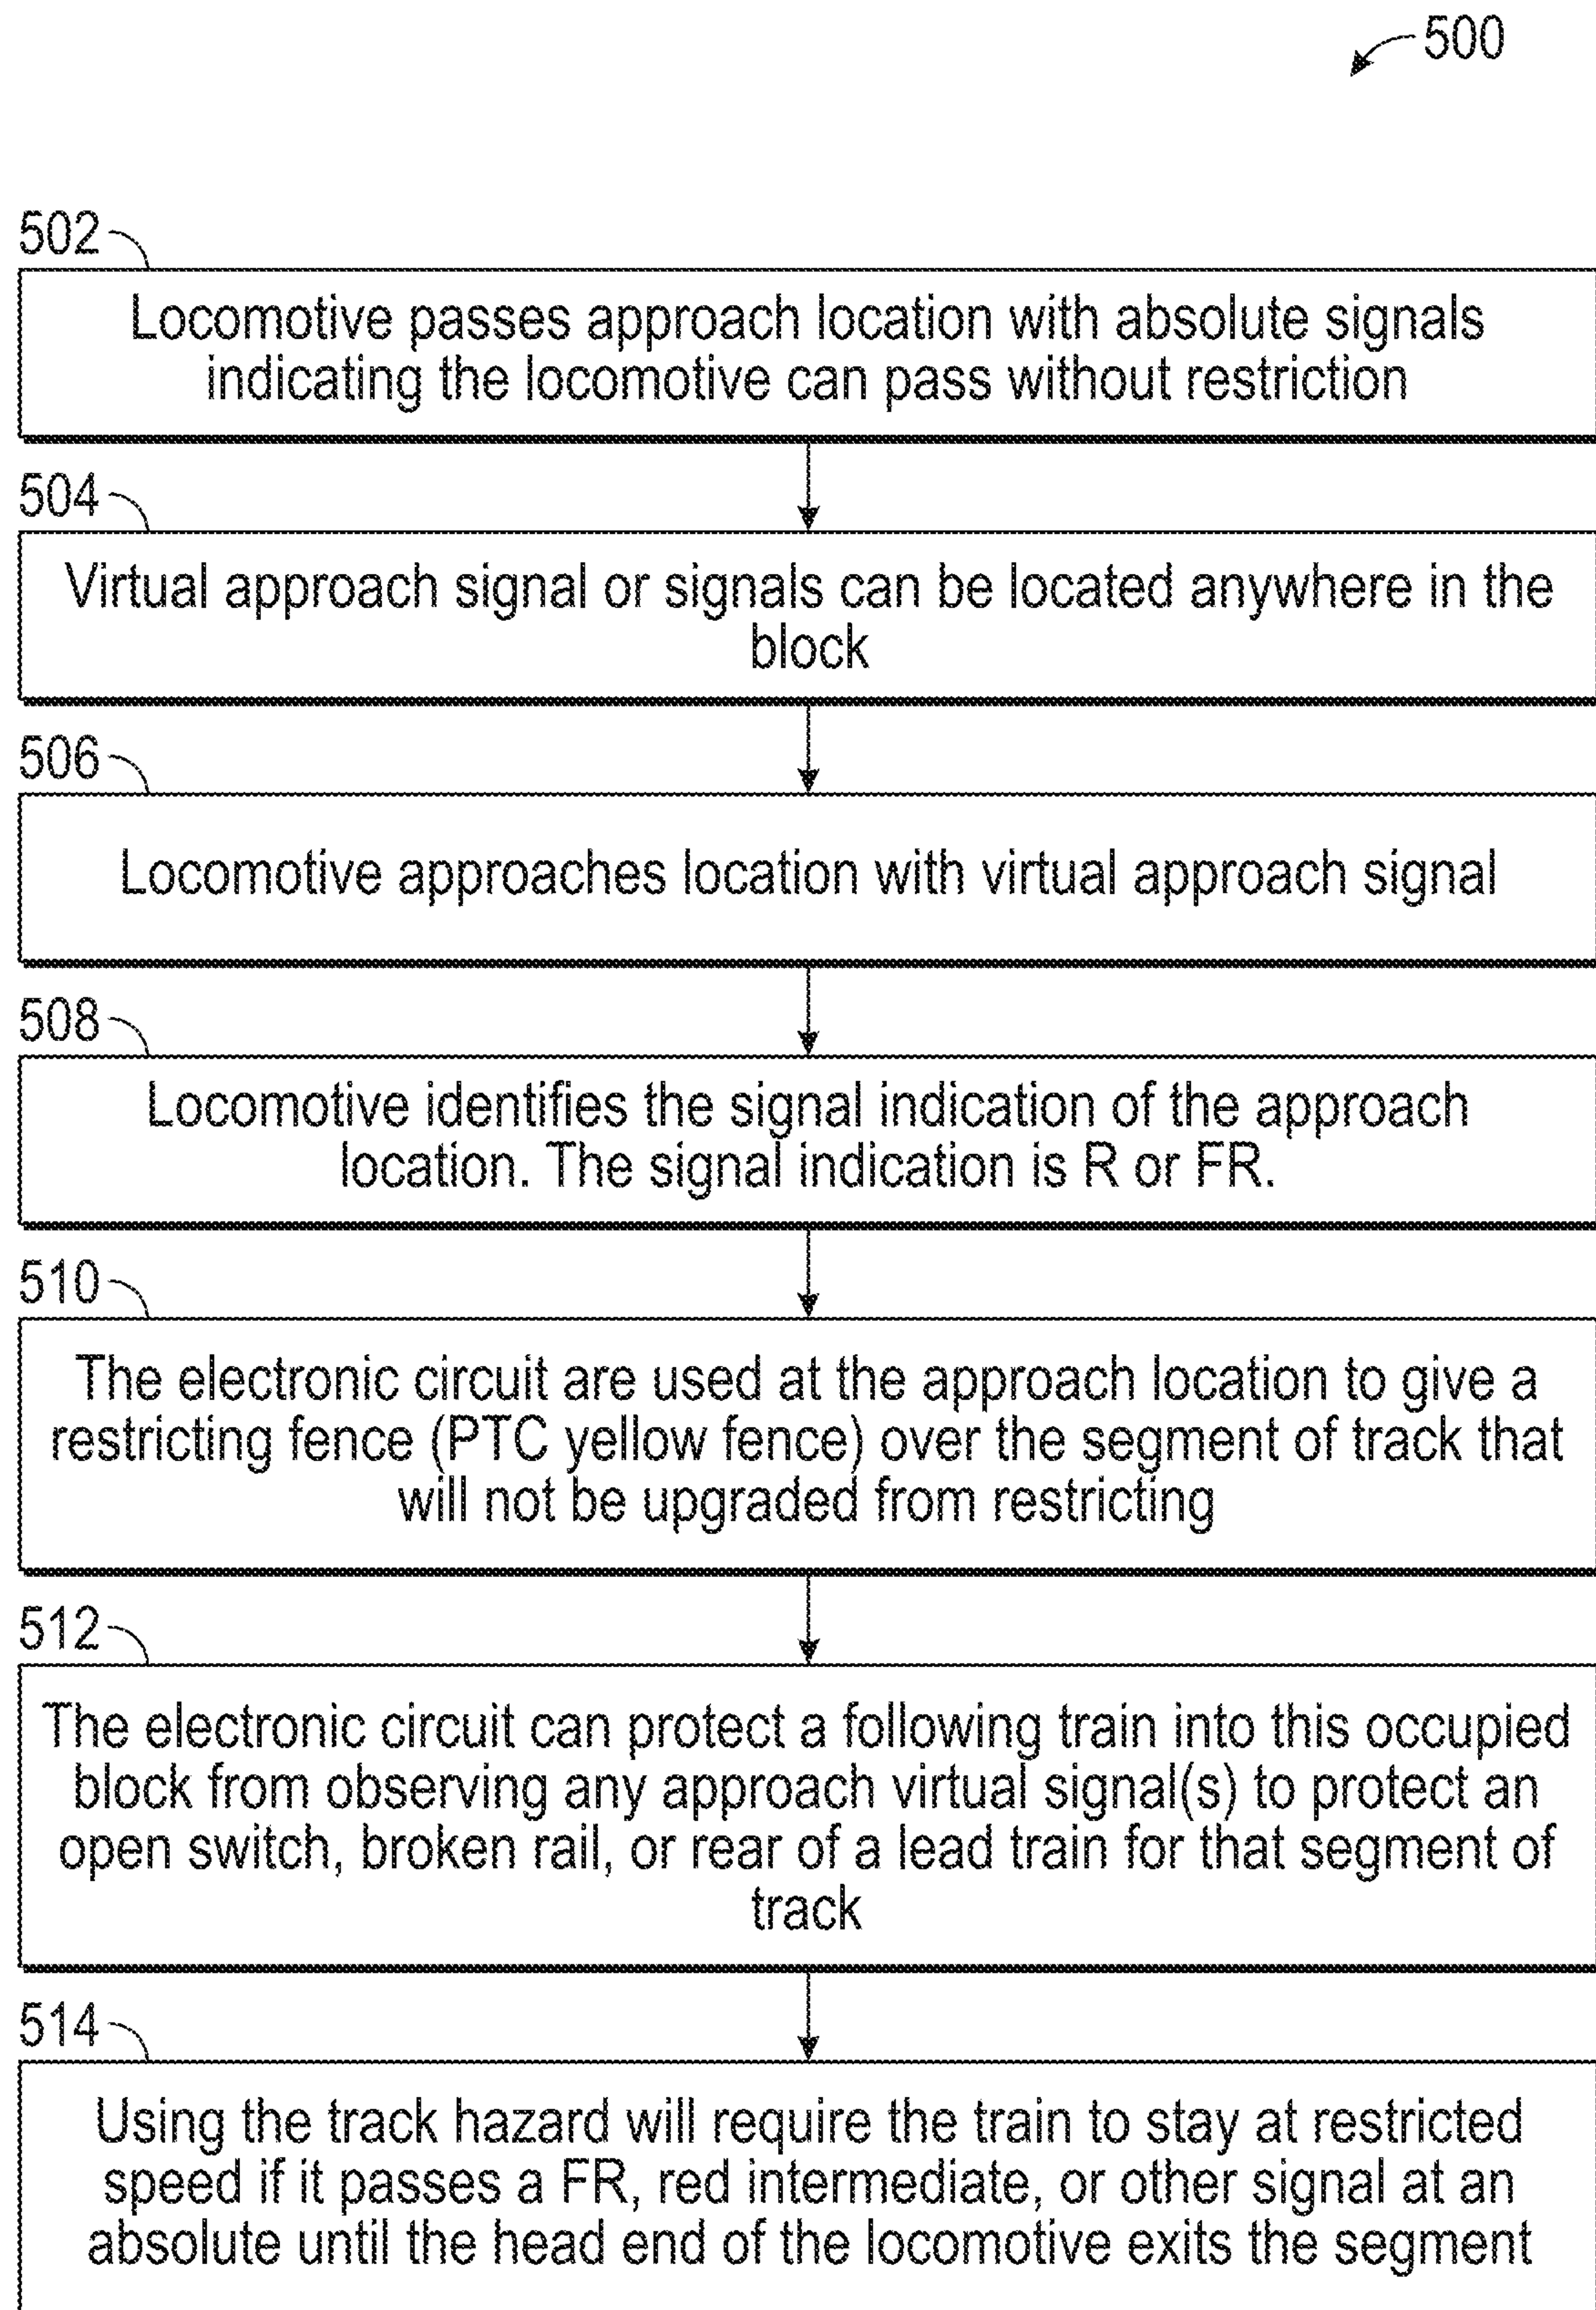 500
502
Locomotive passes approach location with absolute signals
indicating the locomotive can pass without restriction
504
Virtual approach signal or signals can be located anywhere in the
block
506
Locomotive approaches location with virtual approach signal
508
Locomotive identifies the signal indication of the approach
location. The signal indication is R or FR.
510
The electronic circuit are used at the approach location to give a
restricting fence (PTC yellow fence) over the segment of track that
will not be upgraded from restricting
512
The electronic circuit can protect a following train into this occupied
block from observing any approach virtual signal(s) to protect an
open switch, broken rail, or rear of a lead train for that segment of
track
514
Using the track hazard will require the train to stay at restricted
speed if it passes a FR, red intermediate, or other signal at an
absolute until the head end of the locomotive exits the segment